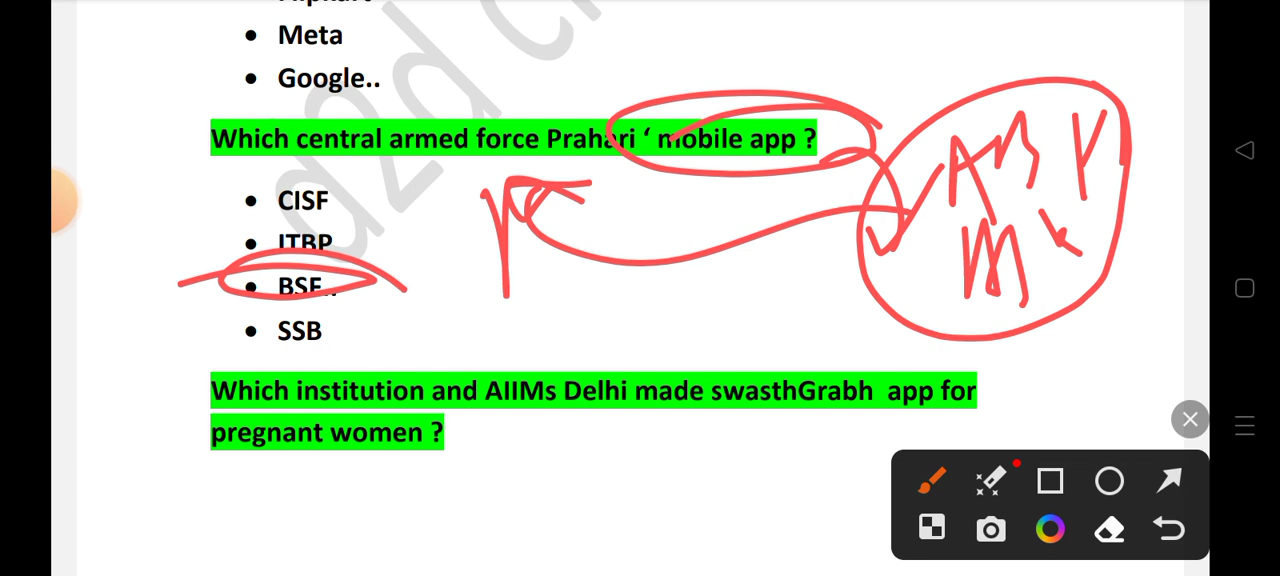 Meta
Google..
Which central armed force Prahari ‘ mobile app ?
CISF
ITBP
BSF..
SSB
Which institution and AIIMs Delhi made swasthGrabh app for
pregnant women ?